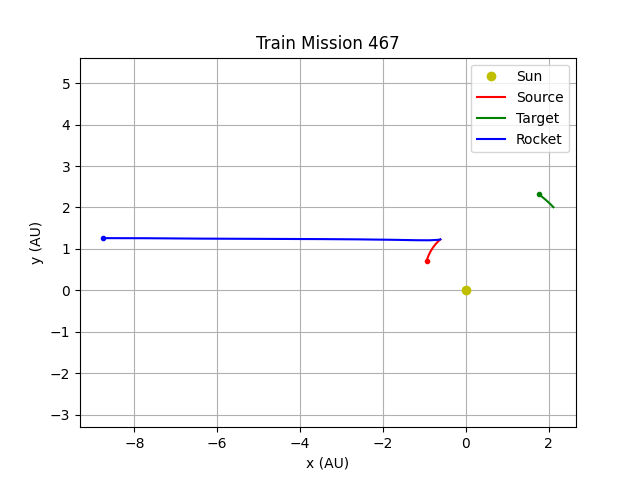 Train Mission 467
Sun
Source
Target
Rocket
5
4
3
2
1
0
−1
−2
−3
y (AU)
−8
−6
−4
−2
0
2
x (AU)